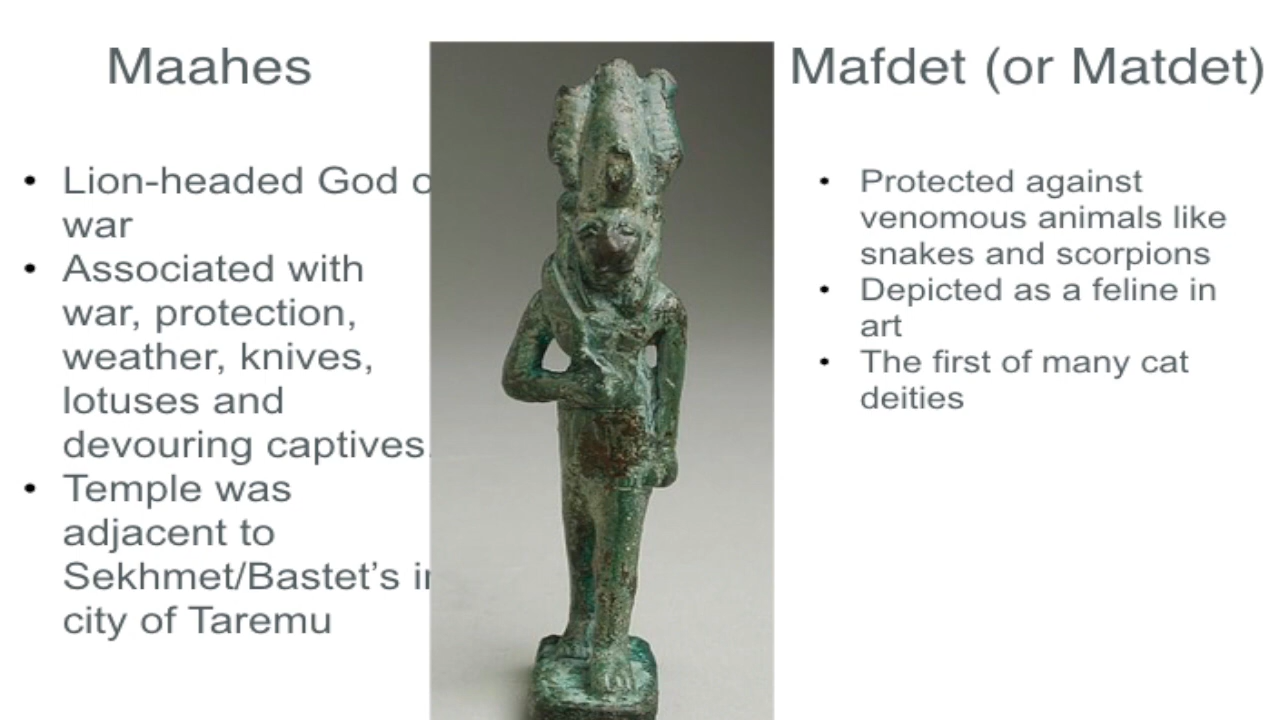 Maahes
• Lion-headed God
war
• Associated with
war, protection,
weather, knives,
lotuses and
devouring captives.
• Temple was
adjacent to
Sekhmet/Bastet’s
city of Taremu
Mafdet (or Matdet)
• Protected against
venomous animals like
snakes and scorpions
• Depicted as a feline in
art
• The first of many cat
deities